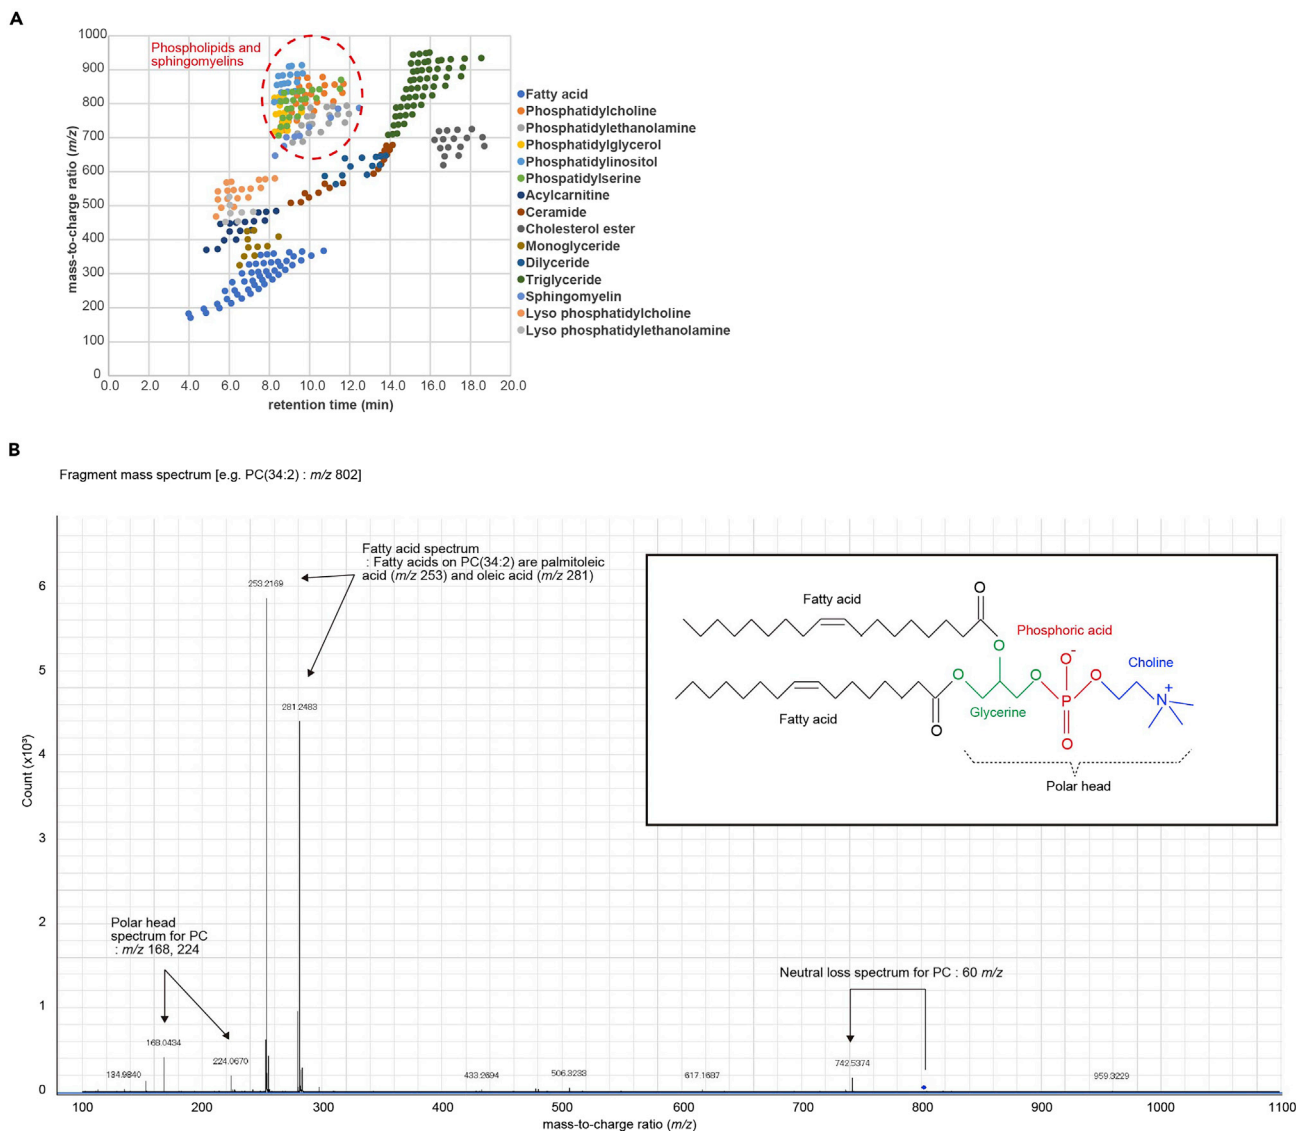 A
Phospholipids and
sphingomyelins
mass-to-charge ratio (m/z)
1000
900
800
700
600
500
400
300
200
100
0
0.0 2.0 4.0 6.0 8.0 10.0 12.0 14.0 16.0 18.0 20.0
retention time (min)
Fatty acid
Phosphatidylcholine
Phosphatidylethanolamine
Phosphatidylglycerol
Phosphatidylinositol
Phospatidylserine
Acylcarnitine
Ceramide
Cholesterol ester
Monoglyceride
Dilyceride
Triglyceride
Sphingomyelin
Lyso phosphatidylcholine
Lyso phosphatidylethanolamine
B
Fragment mass spectrum [e.g. PC(34:2) : m/z 802]
Fatty acid spectrum
: Fatty acids on PC(34:2) are palmitoleic
acid (m/z 253) and oleic acid (m/z 281)
253.2169
281.2483
Polar head
spectrum for PC
: m/z 168, 224
168.0434
224.0670
134.9840
433.2694
506.3233
617.1687
742.5374
959.3229
Neutral loss spectrum for PC : 60 m/z
Fatty acid
O
O
Phosphoric acid
O-
Choline
O
O
P
O
N+
Glycerine
Fatty acid
O
O
Polar head
Count (x10³)
6
5
4
3
2
1
0
100 200 300 400 500 600 700 800 900 1000 1100
mass-to-charge ratio (m/z)